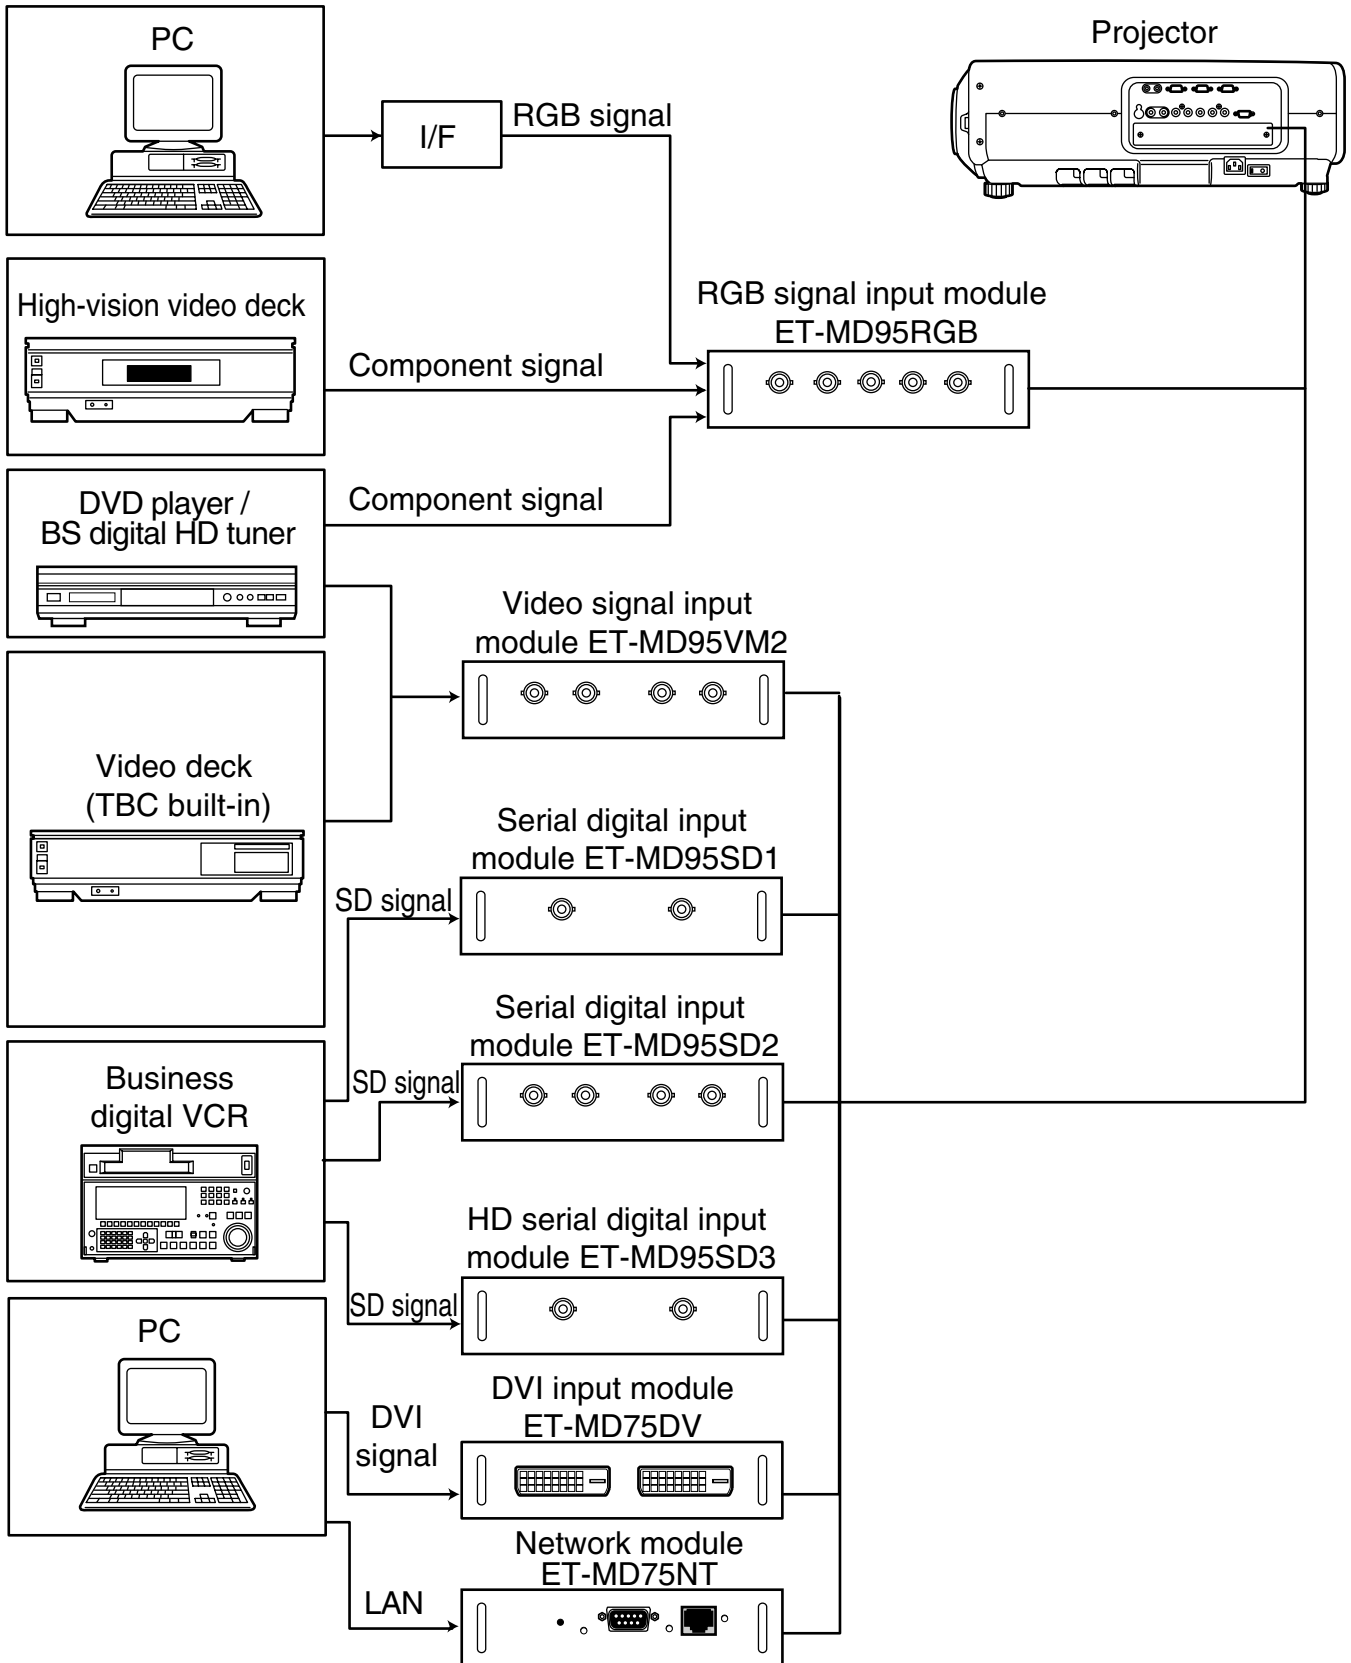 PC
Projector
I/F
RGB signal
High-vision video deck
Component signal
RGB signal input module
ET-MD95RGB
DVD player /
BS digital HD tuner
Component signal
Video signal input
module ET-MD95VM2
Video deck
(TBC built-in)
Serial digital input
module ET-MD95SD1
SD signal
Serial digital input
module ET-MD95SD2
SD signal
Business
digital VCR
HD serial digital input
module ET-MD95SD3
SD signal
PC
DVI input module
ET-MD75DV
DVI
signal
Network module
ET-MD75NT
LAN